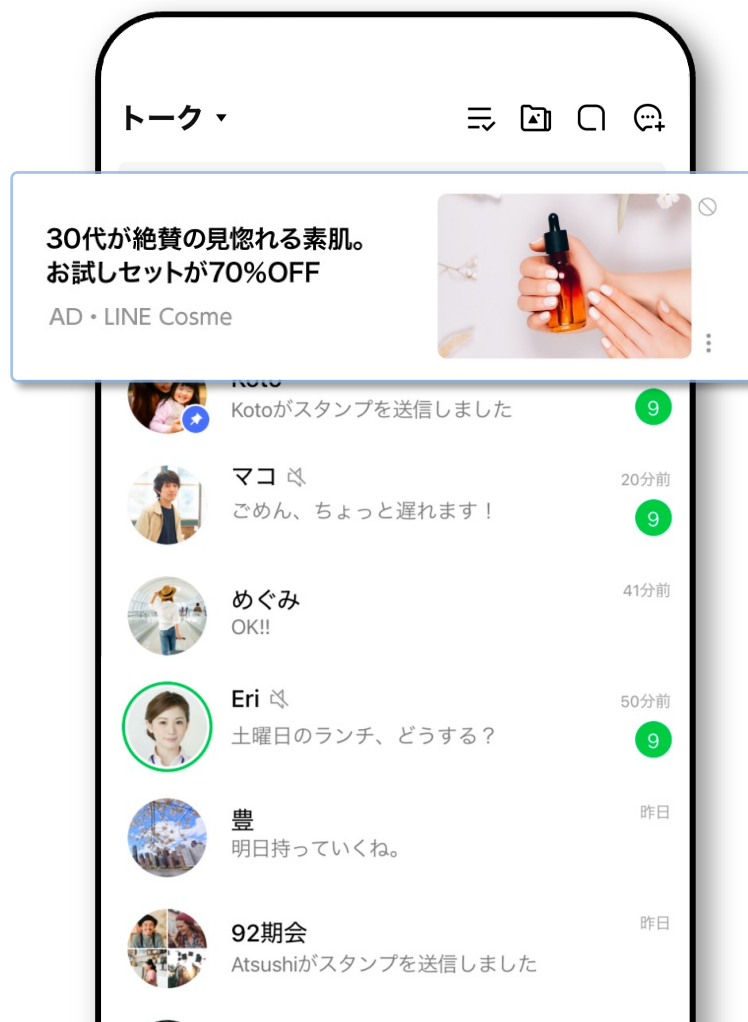 トーク
30代が絶賛の見惚れる素肌。
お試しセットが70%OFF
AD・LINE Cosme
Koto
Kotoがスタンプを送信しました
9
マコ
20分前
ごめん、ちょっと遅れます！
9
めぐみ
41分前
OK!!
Eri
50分前
土曜日のランチ、どうする？
9
豊
昨日
明日持っていくね。
92期会
昨日
Atsushiがスタンプを送信しました